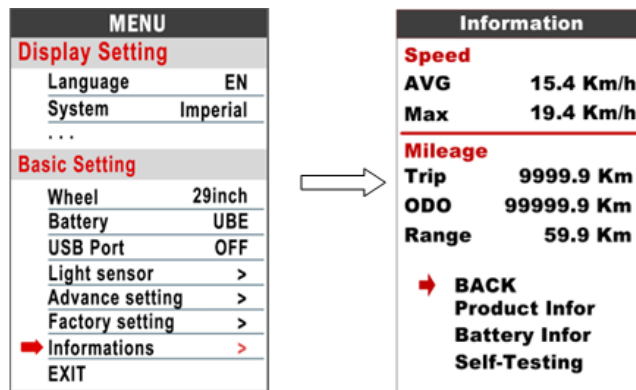 MENU
Display Setting
Language EN
System Imperial
...
Basic Setting
Wheel 29inch
Battery UBE
USB Port OFF
Light sensor >
Advance setting >
Factory setting >
Informations >
EXIT
Information
Speed
AVG 15.4 Km/h
Max 19.4 Km/h
Mileage
Trip 9999.9 Km
ODO 99999.9 Km
Range 59.9 Km
BACK
Product Infor
Battery Infor
Self-Testing